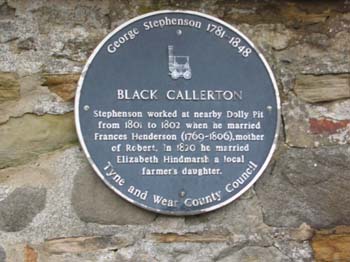 George Stephenson 1781-1848
BLACK CALLERTON
Stephenson worked at nearby Dolly Pit
from 1801 to 1802 when he married
Frances Henderson (1769-1806), mother
of Robert. In 1820 he married
Elizabeth Hindmarsh a local
farmer's daughter.
Tyne and Wear County Council